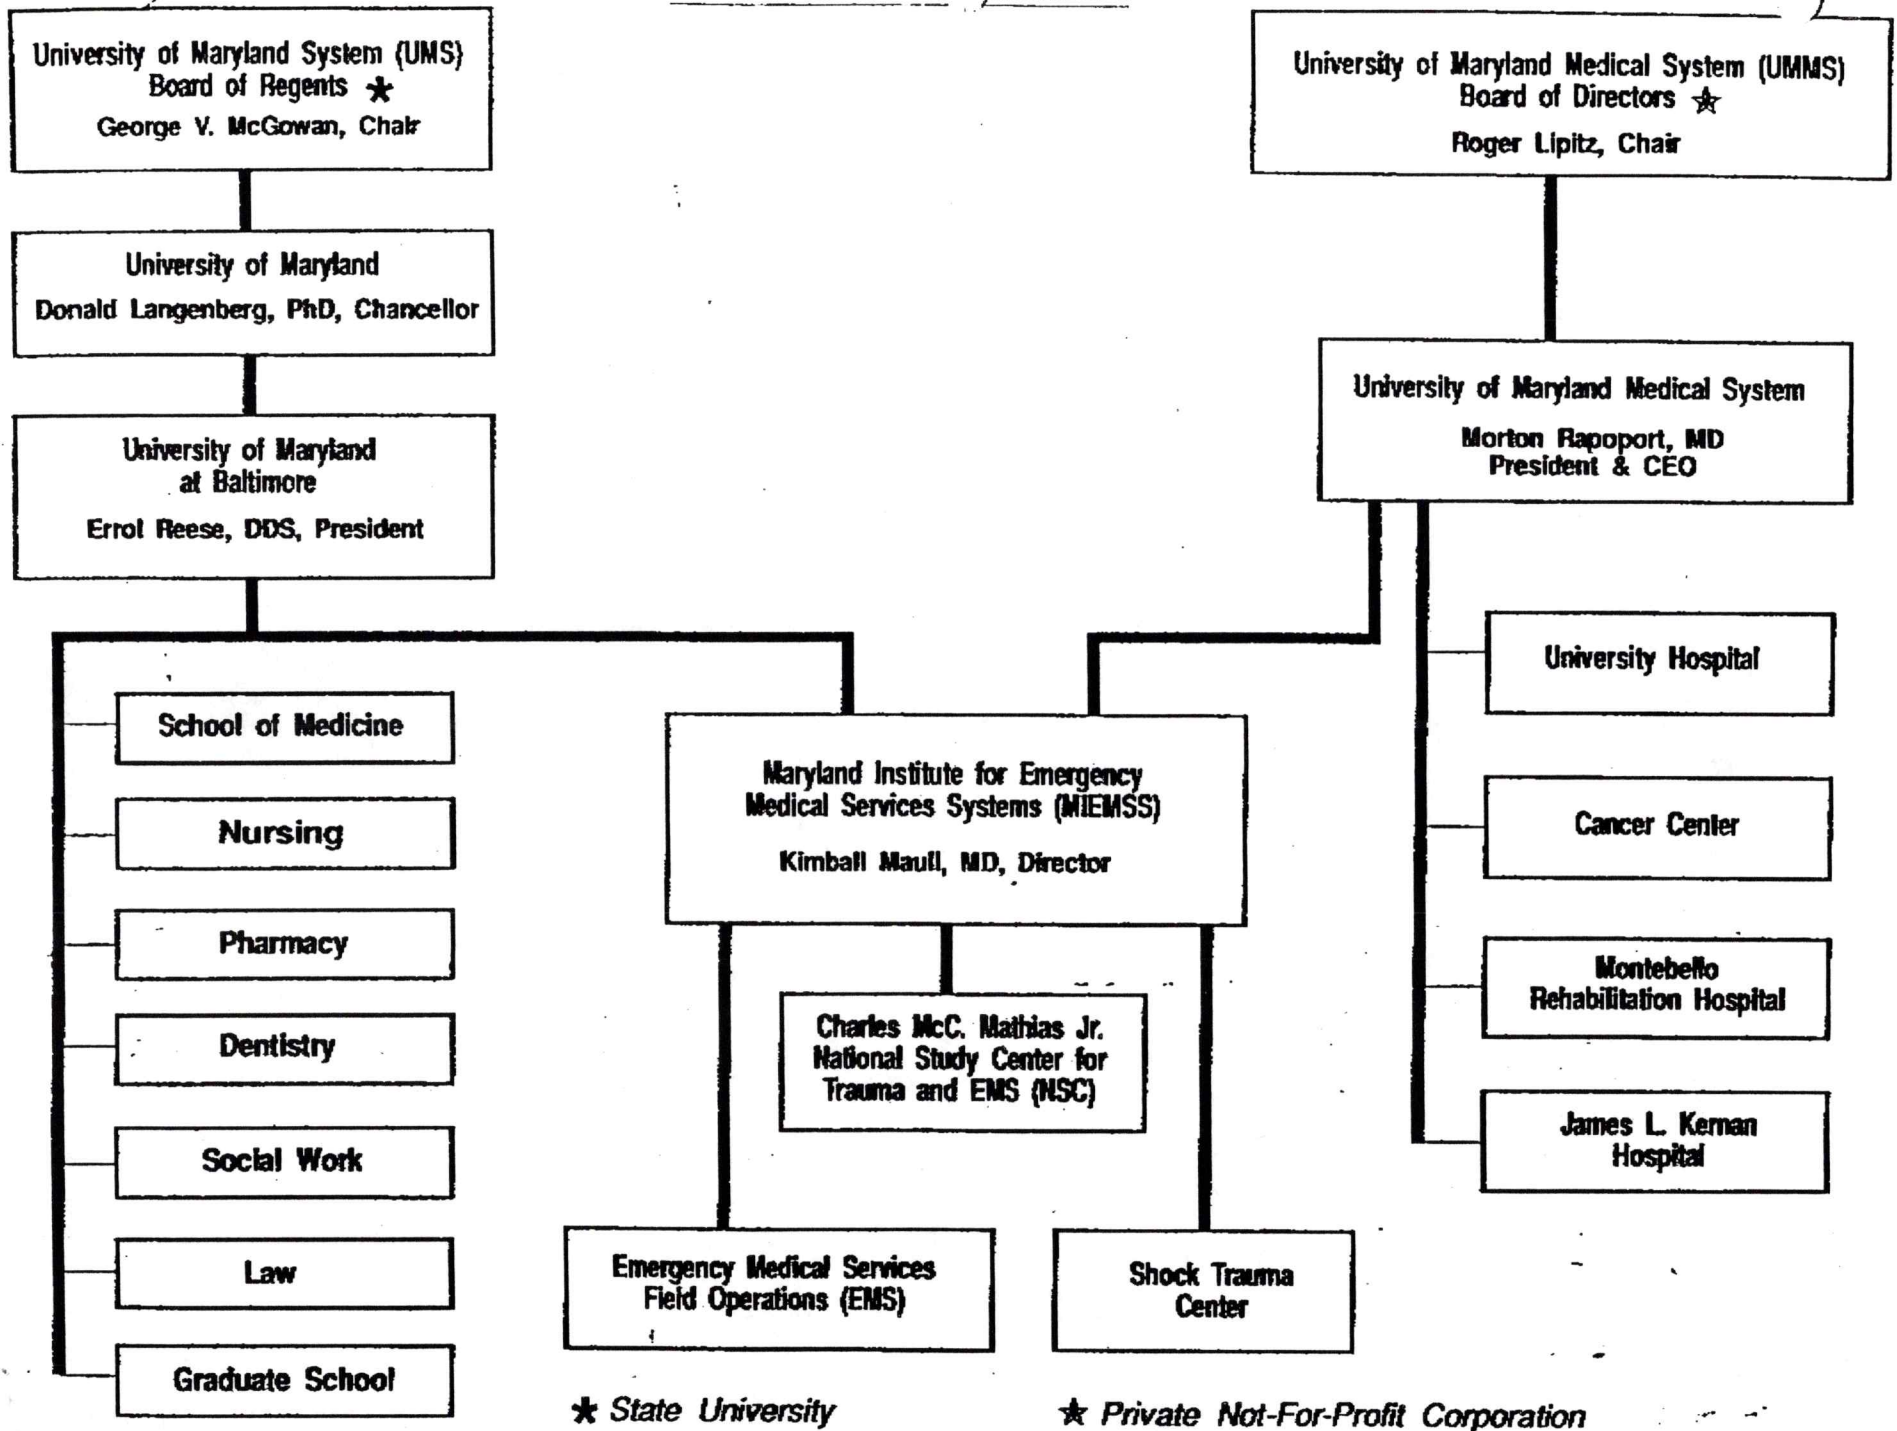 University of Maryland System (UMS)
Board of Regents ★
George V. McGowan, Chair
University of Maryland
Donald Langenberg, PhD, Chancellor
University of Maryland
at Baltimore
Errol Reese, DDS, President
School of Medicine
Nursing
Pharmacy
Dentistry
Social Work
Law
Graduate School
University of Maryland Medical System (UMMS)
Board of Directors ☆
Roger Lipitz, Chair
University of Maryland Medical System
Morton Rapoport, MD
President & CEO
University Hospital
Cancer Center
Montebello
Rehabilitation Hospital
James L. Kernan
Hospital
Maryland Institute for Emergency
Medical Services Systems (MIEMSS)
Kimball Maull, MD, Director
Charles McC. Mathias Jr.
National Study Center for
Trauma and EMS (NSC)
Emergency Medical Services
Field Operations (EMS)
Shock Trauma
Center
★ State University
☆ Private Not-For-Profit Corporation